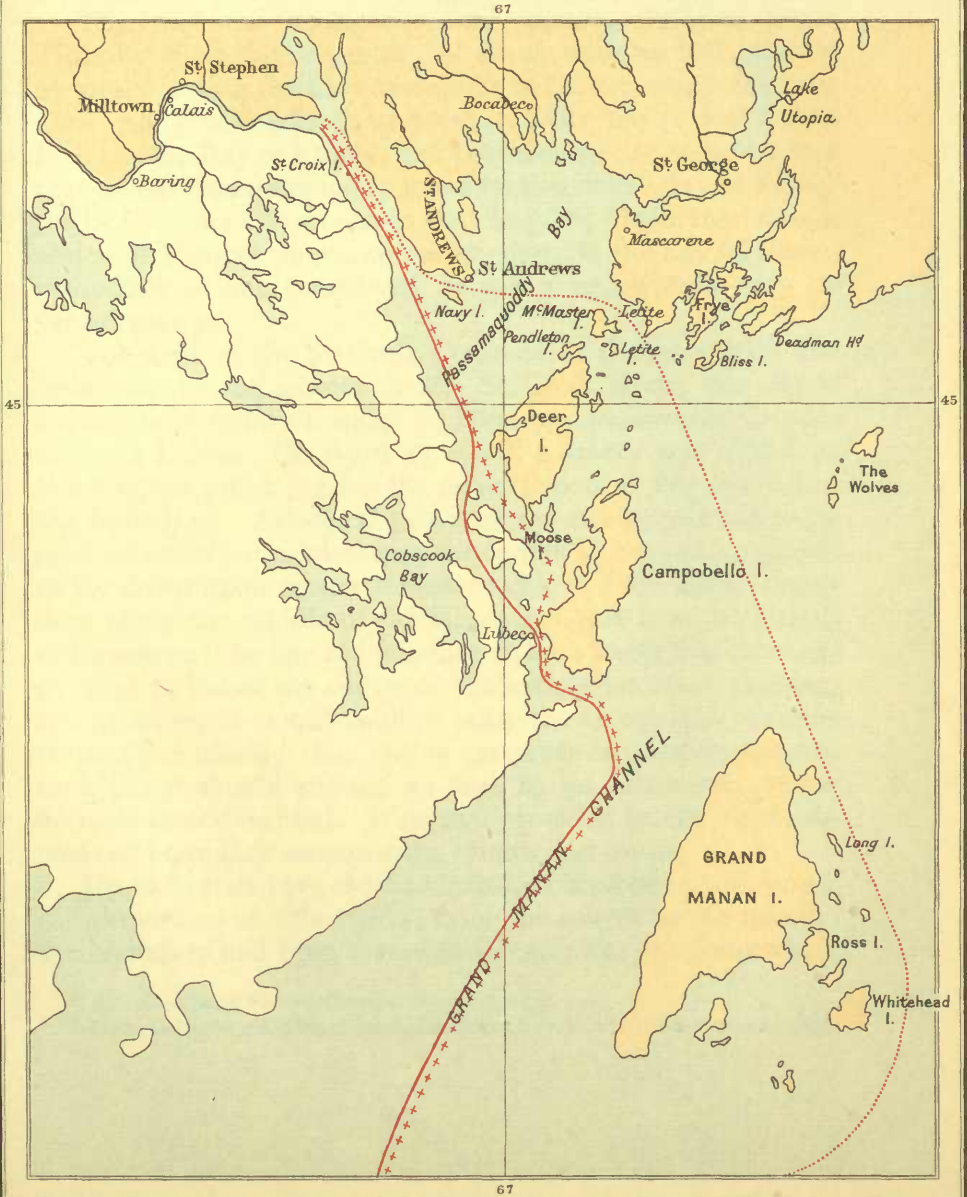 67
St. Stephen
Milltown
Calais
Baring
St. Croix I.
Bocabec
Lake
Utopia
St. George
ST. ANDREWS
St. Andrews
Bay
Mascarene
Navy I.
Passamaquoddy
McMaster
I.
Letite
Frye
I.
Pendleton
I.
Letite
I.
Bliss I.
Deadman Hd
45
45
Deer
I.
The
Wolves
Moose
I.
Cobscook
Bay
Campobello I.
Lubec
GRAND MANAN CHANNEL
GRAND
MANAN I.
Long I.
Ross I.
Whitehead
I.
67